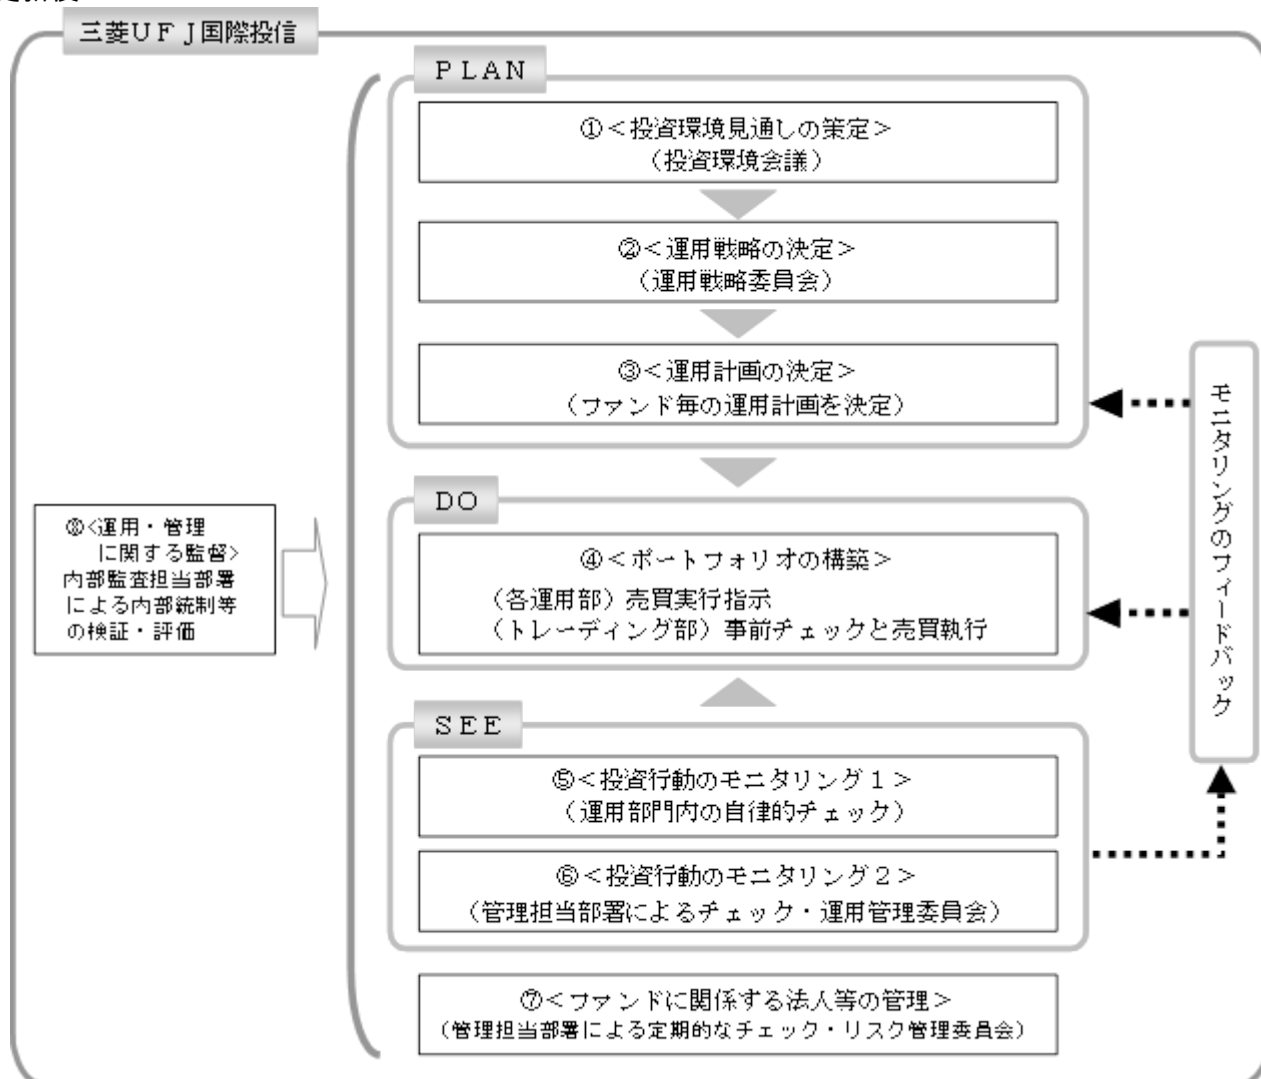 三菱ＵＦＪ国際投信
ＰＬＡＮ
①＜投資環境見通しの策定＞
（投資環境会議）
②＜運用戦略の決定＞
（運用戦略委員会）
③＜運用計画の決定＞
（ファンド毎の運用計画を決定）
ＤＯ
④＜ポートフォリオの構築＞
（各運用部）売買実行指示
（トレーディング部）事前チェックと売買執行
ＳＥＥ
⑤＜投資行動のモニタリング１＞
（運用部門内の自律的チェック）
⑥＜投資行動のモニタリング２＞
（管理担当部署によるチェック・運用管理委員会）
⑦＜ファンドに関係する法人等の管理＞
（管理担当部署による定期的なチェック・リスク管理委員会）
⑧＜運用・管理
に関する監督＞
内部監査担当部署
による内部統制等
の検証・評価
モニタリングのフィードバック